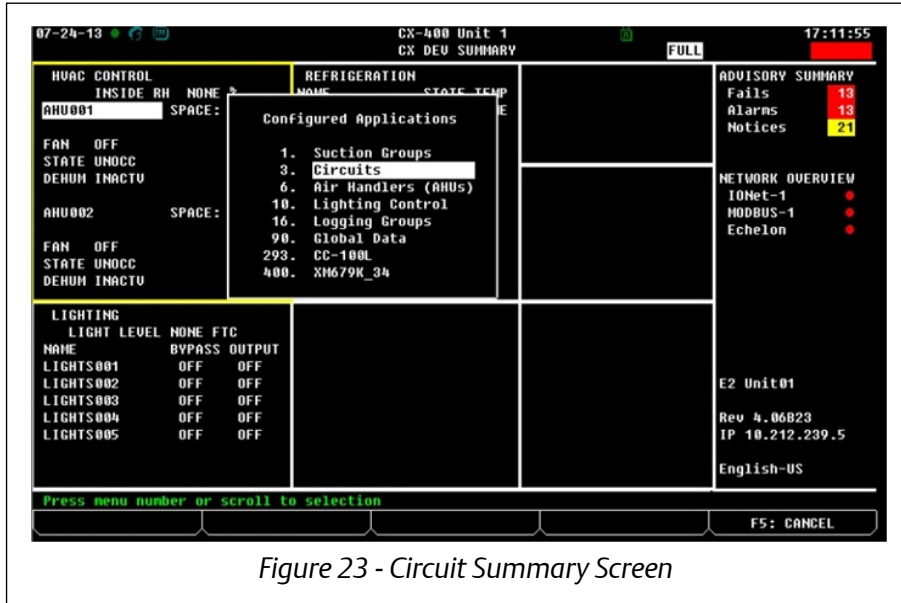 07-24-13 CX-400 Unit 1 17:11:55
CX DEV SUMMARY FULL
HVAC CONTROL
INSIDE RH NONE %
AHU001 SPACE:
FAN OFF
STATE UNOCC
DEHUM INACTV
AHU002 SPACE:
FAN OFF
STATE UNOCC
DEHUM INACTV
REFRIGERATION
NAME STATE TEMP
Configured Applications
1. Suction Groups
3. Circuits
6. Air Handlers (AHUs)
10. Lighting Control
16. Logging Groups
90. Global Data
293. CC-100L
400. XM679K_34
ADVISORY SUMMARY
Fails 13
Alarms 13
Notices 21
NETWORK OVERVIEW
IONet-1
MODBUS-1
Echelon
LIGHTING
LIGHT LEVEL NONE FTC
NAME BYPASS OUTPUT
LIGHTS001 OFF OFF
LIGHTS002 OFF OFF
LIGHTS003 OFF OFF
LIGHTS004 OFF OFF
LIGHTS005 OFF OFF
E2 Unit01
Rev 4.06B23
IP 10.212.239.5
English-US
Press menu number or scroll to selection
F5: CANCEL
Figure 23 - Circuit Summary Screen